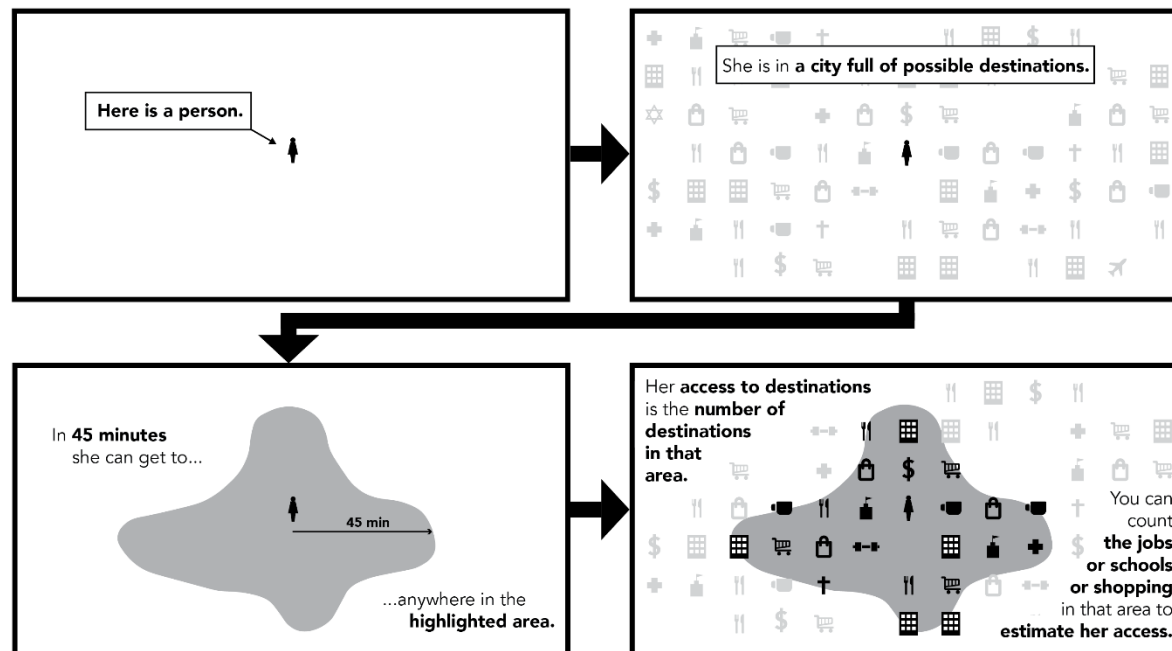 Here is a person.
She is in a city full of possible destinations.
In 45 minutes
she can get to...
45 min
...anywhere in the
highlighted area.
Her access to destinations
is the number of
destinations
in that
area.
You can
count
the jobs
or schools
or shopping
in that area to
estimate her access.